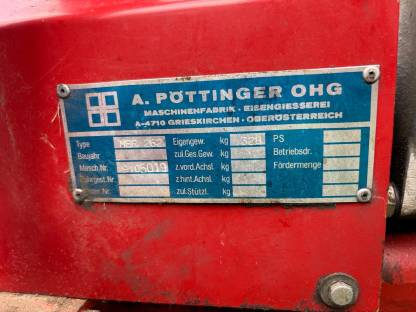 A. PÖTTINGER OHG
MASCHINENFABRIK - EISENGIESSEREI
A-4710 GRIESKIRCHEN · OBERÖSTERREICH
Type Eigengew. kg PS
Baujahr zul.Ges.Gew. kg Betriebsdr.
Masch.Nr. 05019 z.vord.Achsl. kg Fördermenge
z.hint.Achsl. kg
zul.Stützl. kg